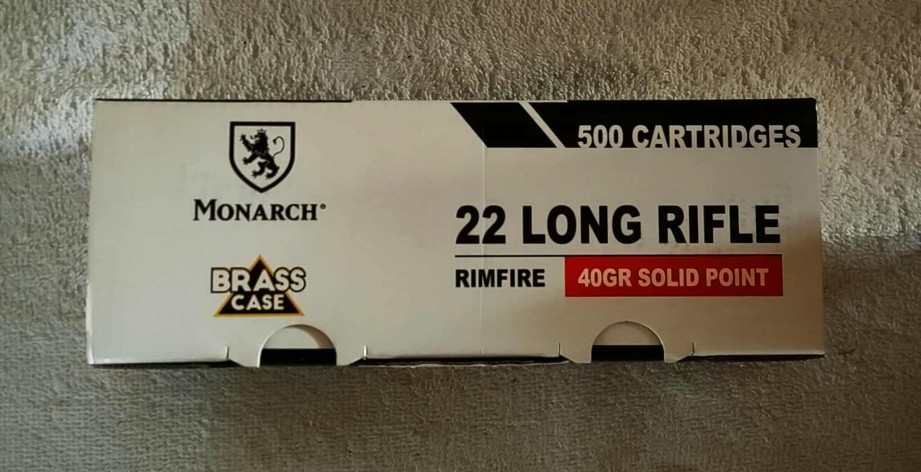 500 CARTRIDGES
MONARCH®
22 LONG RIFLE
BRASS
CASE
RIMFIRE
40GR SOLID POINT